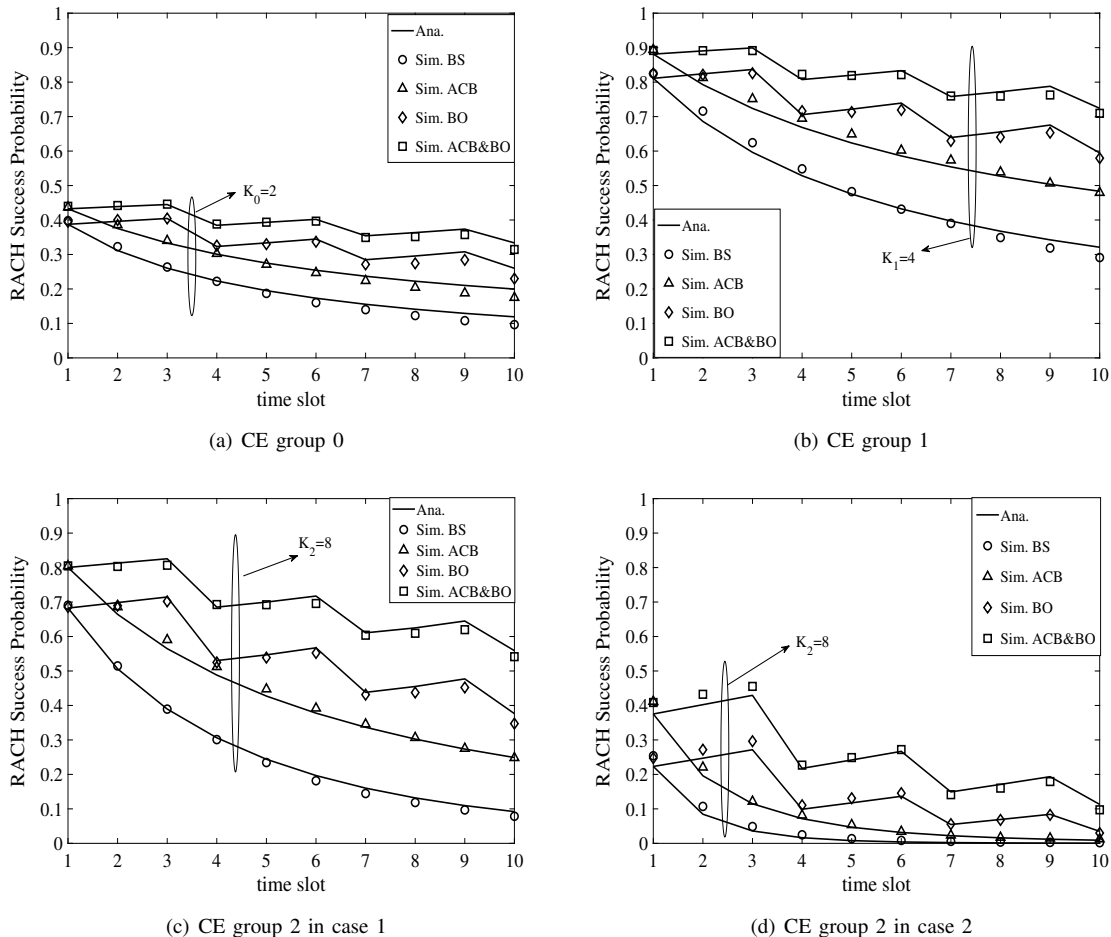 1
0.9
0.8
0.7
0.6
0.5
0.4
0.3
0.2
0.1
0
RACH Success Probability
Ana.
Sim. BS
Sim. ACB
Sim. BO
Sim. ACB&BO
K0=2
1 2 3 4 5 6 7 8 9 10
time slot
(a) CE group 0
1
0.9
0.8
0.7
0.6
0.5
0.4
0.3
0.2
0.1
0
RACH Success Probability
Ana.
Sim. BS
Sim. ACB
Sim. BO
Sim. ACB&BO
K1=4
1 2 3 4 5 6 7 8 9 10
time slot
(b) CE group 1
1
0.9
0.8
0.7
0.6
0.5
0.4
0.3
0.2
0.1
0
RACH Success Probability
Ana.
Sim. BS
Sim. ACB
Sim. BO
Sim. ACB&BO
K2=8
1 2 3 4 5 6 7 8 9 10
time slot
(c) CE group 2 in case 1
1
0.9
0.8
0.7
0.6
0.5
0.4
0.3
0.2
0.1
0
RACH Success Probability
Ana.
Sim. BS
Sim. ACB
Sim. BO
Sim. ACB&BO
K2=8
1 2 3 4 5 6 7 8 9 10
time slot
(d) CE group 2 in case 2